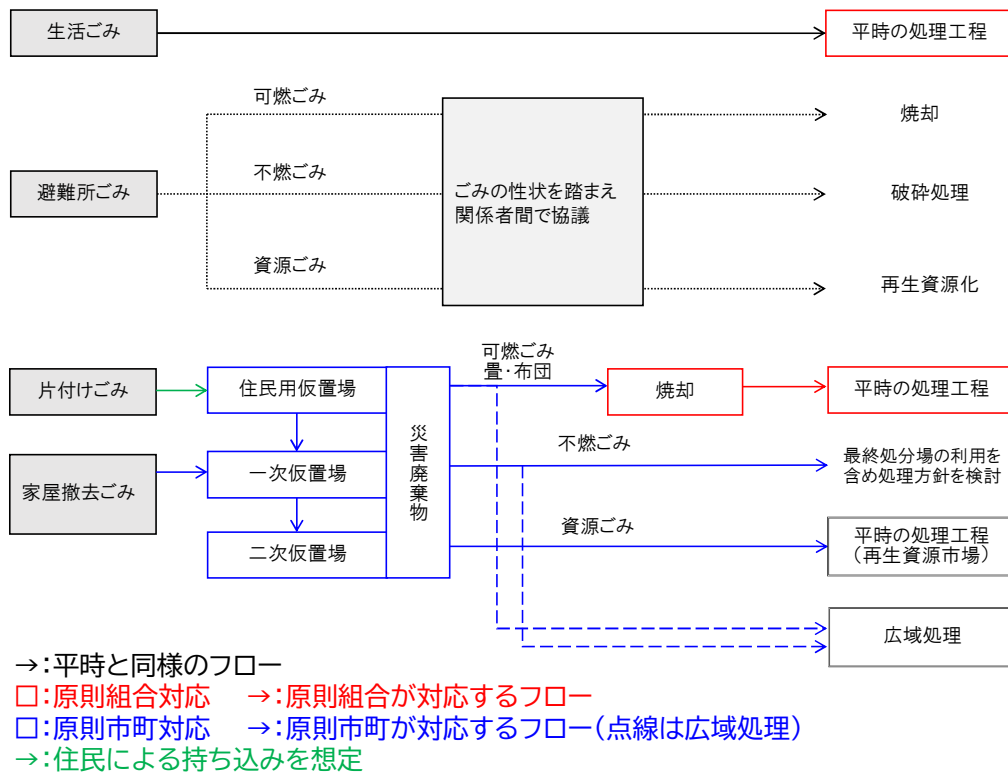 生活ごみ
平時の処理工程
可燃ごみ
焼却
避難所ごみ
不燃ごみ
ごみの性状を踏まえ
関係者間で協議
破砕処理
資源ごみ
再生資源化
片付けごみ
住民用仮置場
可燃ごみ
畳・布団
焼却
平時の処理工程
災害廃棄物
不燃ごみ
最終処分場の利用を
含め処理方針を検討
家屋撤去ごみ
一次仮置場
資源ごみ
平時の処理工程
(再生資源市場)
二次仮置場
広域処理
→:平時と同様のフロー
□:原則組合対応 →:原則組合が対応するフロー
□:原則市町対応 →:原則市町が対応するフロー(点線は広域処理)
→:住民による持ち込みを想定